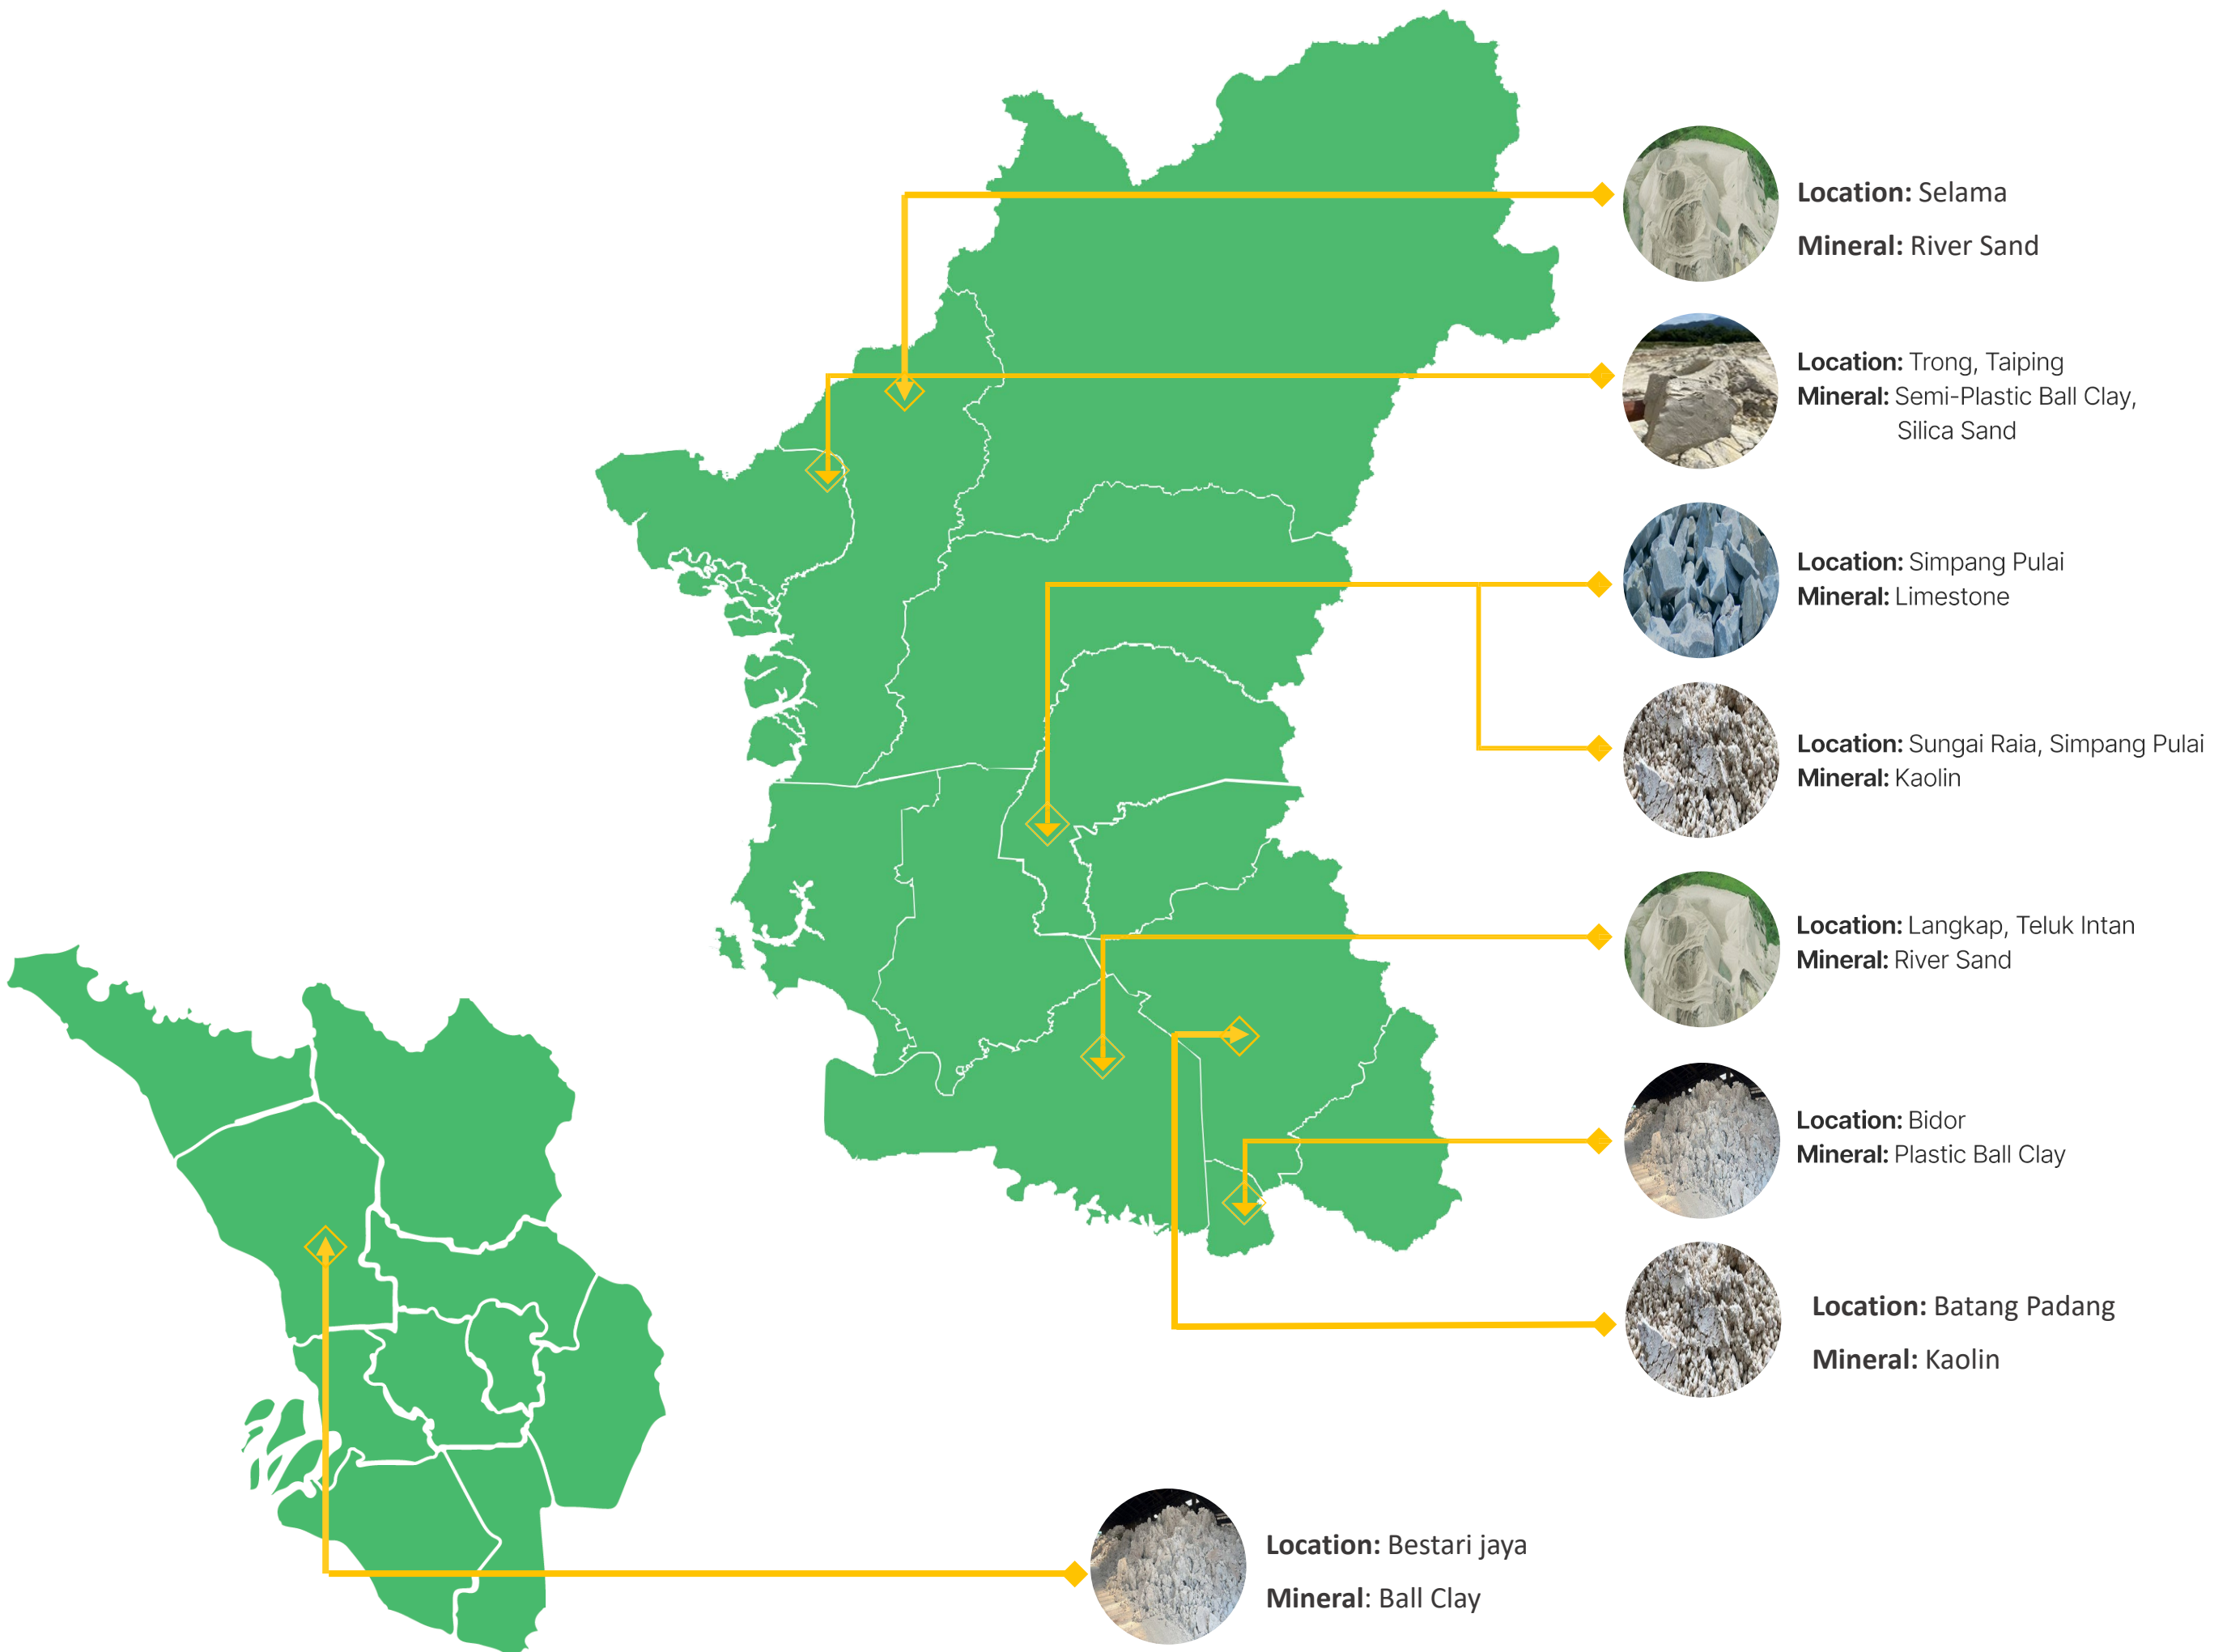 Location: Selama
Mineral: River Sand
Location: Trong, Taiping
Mineral: Semi-Plastic Ball Clay,
Silica Sand
Location: Simpang Pulai
Mineral: Limestone
Location: Sungai Raia, Simpang Pulai
Mineral: Kaolin
Location: Langkap, Teluk Intan
Mineral: River Sand
Location: Bidor
Mineral: Plastic Ball Clay
Location: Batang Padang
Mineral: Kaolin
Location: Bestari jaya
Mineral: Ball Clay